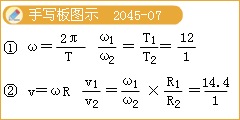 手写板图示 2045-07
① ω=2π/T ω₁/ω₂=T₁/T₂=12/1
② v=ωR v₁/v₂=ω₁/ω₂×R₁/R₂=14.4/1